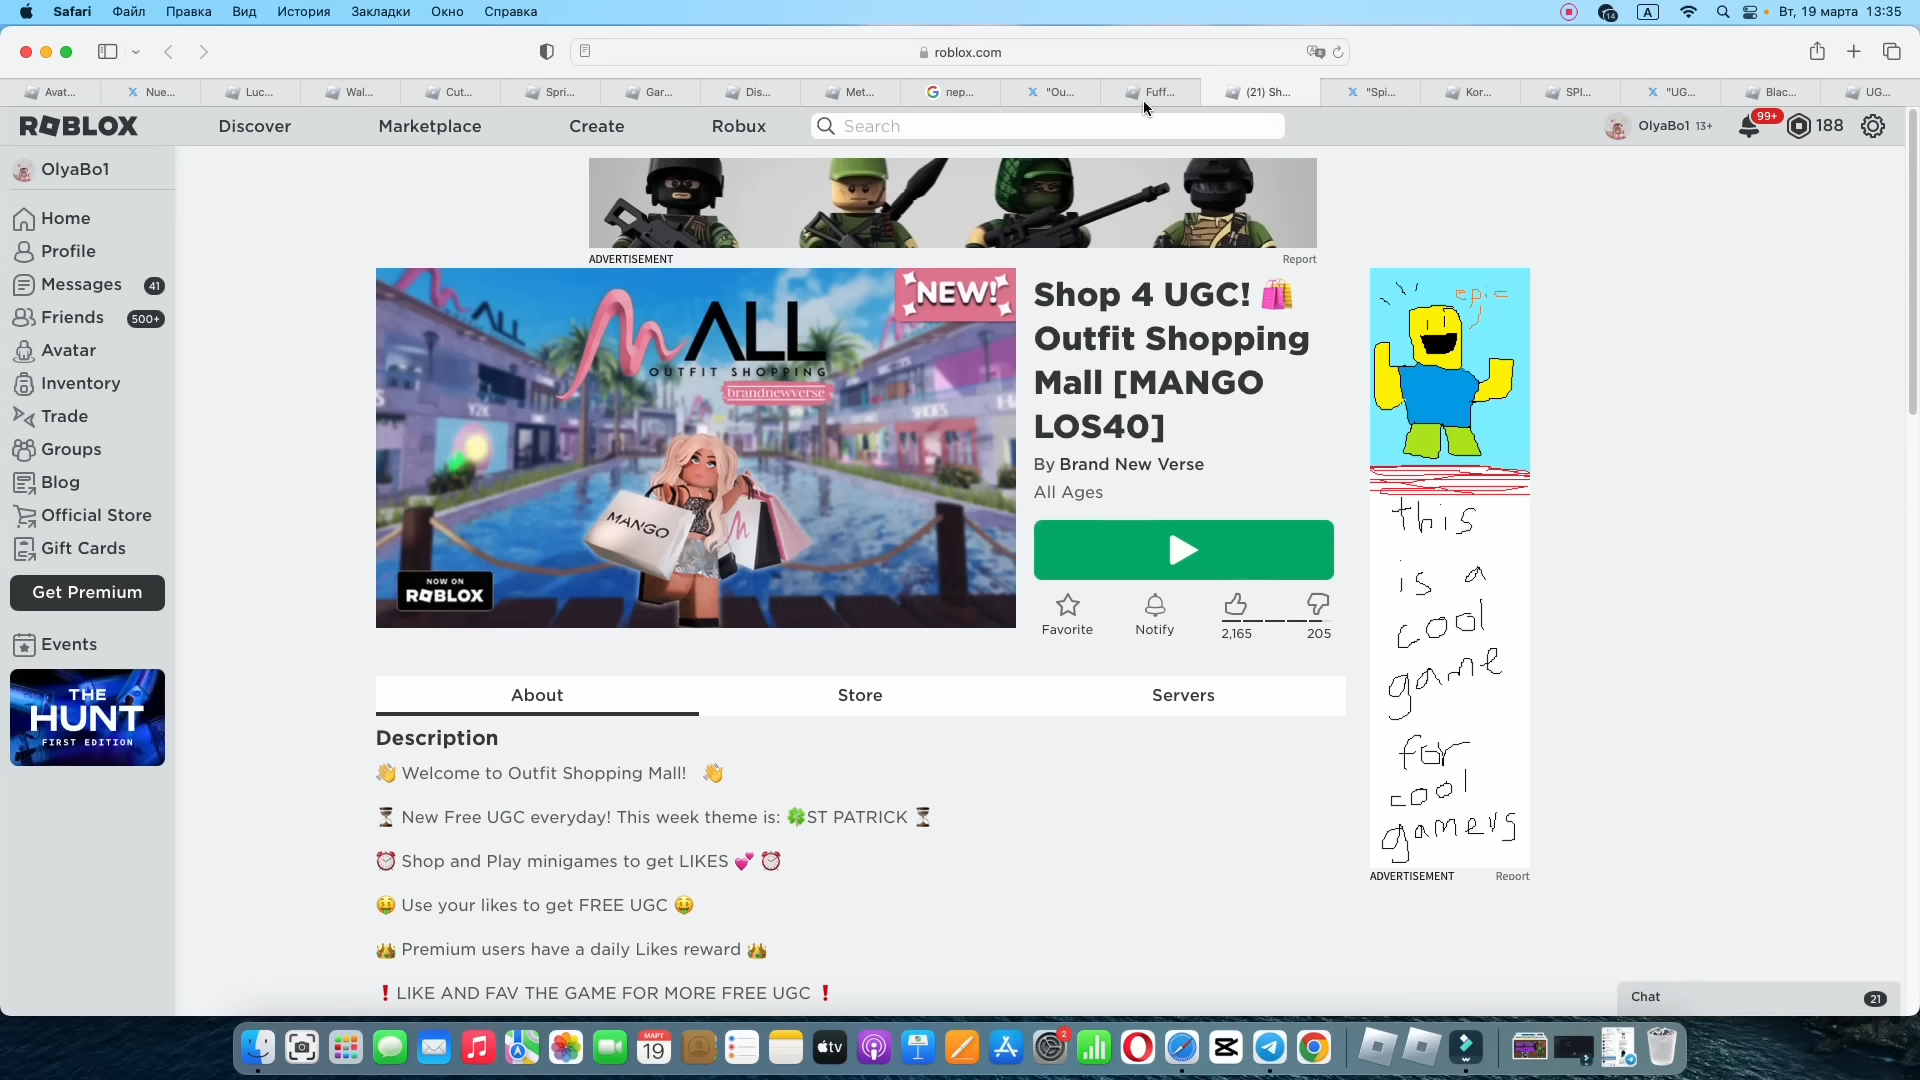 Safari Файл Правка Вид История Закладки Окно Справка
14 A Вт, 19 марта 13:35
roblox.com
Avat... Nue... Luc... Wal... Cut... Spri... Gar... Dis... Met... пер... "Ou... Fuff... (21) Sh... "Spi... Kor... SPI... "UG... Blac... UG...
ROBLOX Discover Marketplace Create Robux Search OlyaBo1 13+ 99+ 188
OlyaBo1
Home
Profile
Messages 41
Friends 500+
Avatar
Inventory
Trade
Groups
Blog
Official Store
Gift Cards
Get Premium
Events
THE
HUNT
FIRST EDITION
ADVERTISEMENT Report
NEW!
MALL
OUTFIT SHOPPING
brandnewverse
Y2K
SHOES
MANGO
NOW ON
ROBLOX
Shop 4 UGC! 🛍️
Outfit Shopping
Mall [MANGO
LOS40]
By Brand New Verse
All Ages
Favorite Notify 2,165 205
About Store Servers
Description
👋 Welcome to Outfit Shopping Mall! 👋
⏳ New Free UGC everyday! This week theme is: 🍀ST PATRICK ⏳
⏰ Shop and Play minigames to get LIKES 💕 ⏰
🤑 Use your likes to get FREE UGC 🤑
👑 Premium users have a daily Likes reward 👑
❗ LIKE AND FAV THE GAME FOR MORE FREE UGC ❗
epic
this
is a
cool
game
for
cool
gamers
ADVERTISEMENT Report
Chat 21
МАРТ
19
tv
2